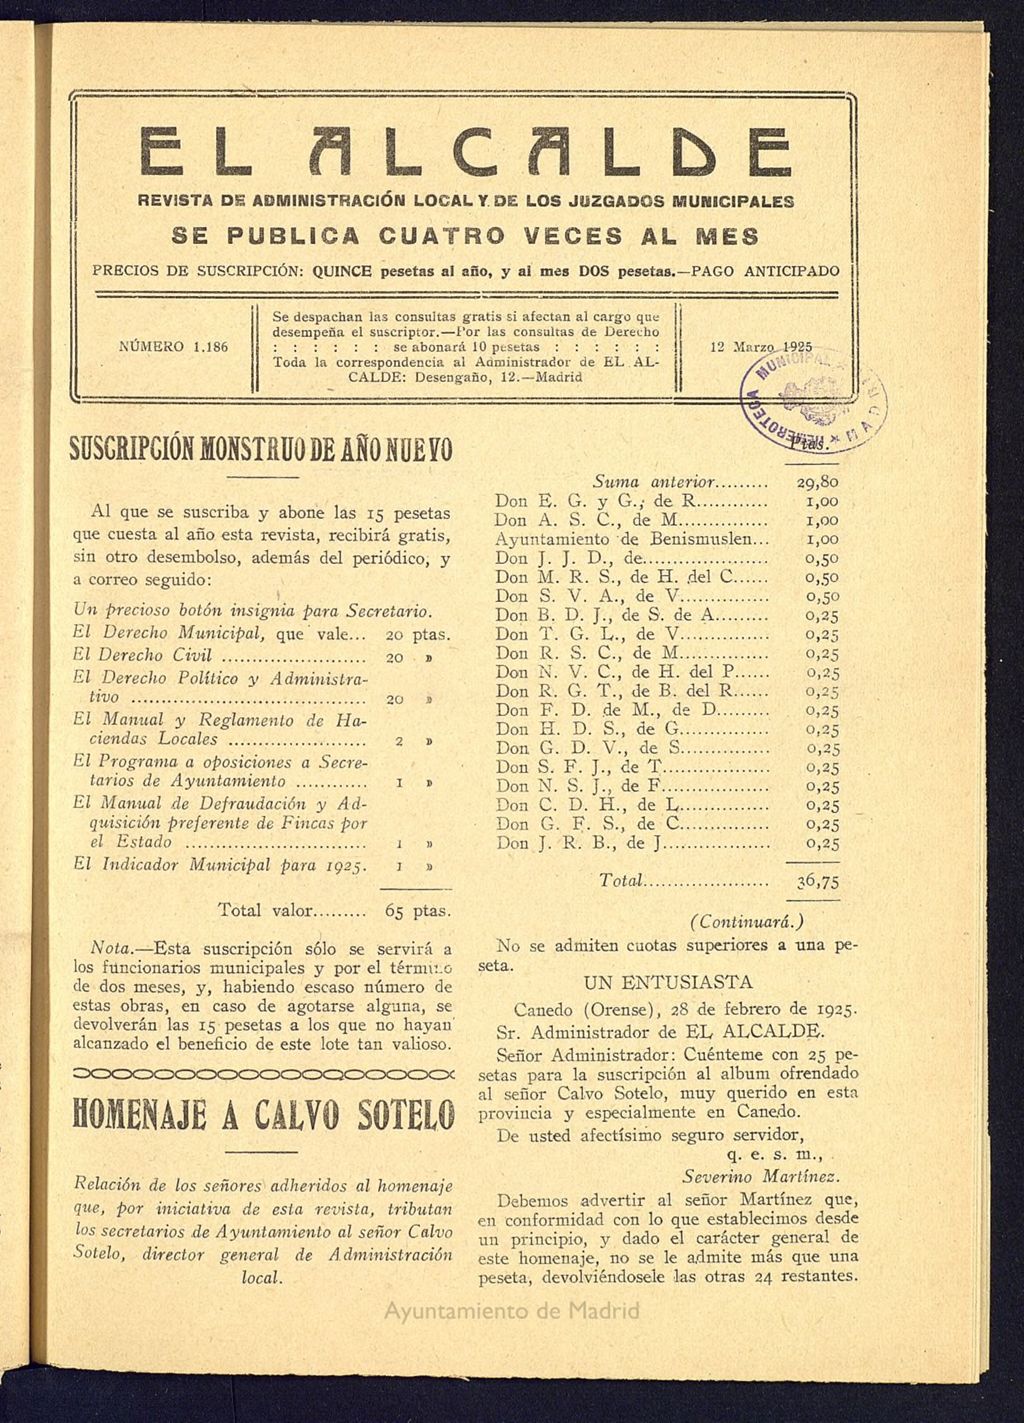 EL ALCALDE
REVISTA DE ADMINISTRACIÓN LOCAL Y DE LOS JUZGADOS MUNICIPALES
SE PUBLICA CUATRO VECES AL MES
PRECIOS DE SUSCRIPCIÓN: QUINCE pesetas al año, y al mes DOS pesetas.—PAGO ANTICIPADO
NÚMERO 1.186
Se despachan las consultas gratis si afectan al cargo que
desempeña el suscriptor.—Por las consultas de Derecho
: : : : : : se abonará 10 pesetas : : : : : :
Toda la correspondencia al Administrador de EL AL-
CALDE: Desengaño, 12.—Madrid
12 Marzo 1925
HEMEROTECA MUNICIPAL
SUSCRIPCIÓN MONSTRUO DE AÑO NUEVO
Al que se suscriba y abone las 15 pesetas
que cuesta al año esta revista, recibirá gratis,
sin otro desembolso, además del periódico, y
a correo seguido:
Un precioso botón insignia para Secretario.
El Derecho Municipal, que vale... 20 ptas.
El Derecho Civil ..................... 20 »
El Derecho Político y Administra-
tivo .................................... 20 »
El Manual y Reglamento de Ha-
ciendas Locales ....................... 2 »
El Programa a oposiciones a Secre-
tarios de Ayuntamiento ............ 1 »
El Manual de Defraudación y Ad-
quisición preferente de Fincas por
el Estado ............................. 1 »
El Indicador Municipal para 1925. 1 »
Total valor......... 65 ptas.
Nota.—Esta suscripción sólo se servirá a
los funcionarios municipales y por el término
de dos meses, y, habiendo escaso número de
estas obras, en caso de agotarse alguna, se
devolverán las 15 pesetas a los que no hayan
alcanzado el beneficio de este lote tan valioso.
HOMENAJE A CALVO SOTELO
Relación de los señores adheridos al homenaje
que, por iniciativa de esta revista, tributan
los secretarios de Ayuntamiento al señor Calvo
Sotelo, director general de Administración
local.
Ptas.
Suma anterior......... 29,80
Don E. G. y G., de R............ 1,00
Don A. S. C., de M............... 1,00
Ayuntamiento de Benismuslen... 1,00
Don J. J. D., de..................... 0,50
Don M. R. S., de H. del C...... 0,50
Don S. V. A., de V............... 0,50
Don B. D. J., de S. de A......... 0,25
Don T. G. L., de V............... 0,25
Don R. S. C., de M............... 0,25
Don N. V. C., de H. del P...... 0,25
Don R. G. T., de B. del R...... 0,25
Don F. D. de M., de D......... 0,25
Don H. D. S., de G............... 0,25
Don G. D. V., de S............... 0,25
Don S. F. J., de T.................. 0,25
Don N. S. J., de F.................. 0,25
Don C. D. H., de L............... 0,25
Don G. F. S., de C............... 0,25
Don J. R. B., de J.................. 0,25
Total..................... 36,75
(Continuará.)
No se admiten cuotas superiores a una pe-
seta.
UN ENTUSIASTA
Canedo (Orense), 28 de febrero de 1925.
Sr. Administrador de EL ALCALDE.
Señor Administrador: Cuénteme con 25 pe-
setas para la suscripción al album ofrendado
al señor Calvo Sotelo, muy querido en esta
provincia y especialmente en Canedo.
De usted afectísimo seguro servidor,
q. e. s. m.,
Severino Martínez.
Debemos advertir al señor Martínez que,
en conformidad con lo que establecimos desde
un principio, y dado el carácter general de
este homenaje, no se le admite más que una
peseta, devolviéndosele las otras 24 restantes.
Ayuntamiento de Madrid